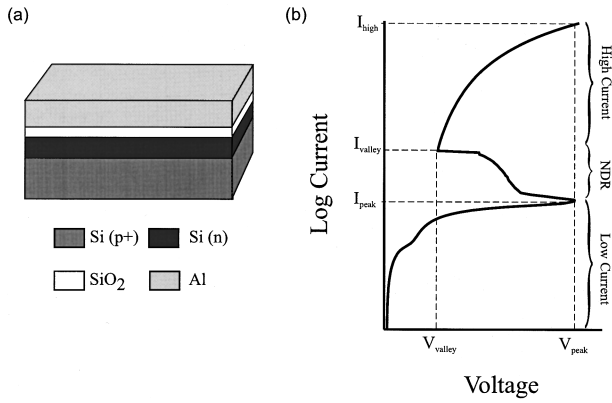 (a)
Si (p+)
Si (n)
SiO2
Al
(b)
Log Current
Ihigh
Ivalley
Ipeak
High Current
NDR
Low Current
Vvalley
Vpeak
Voltage